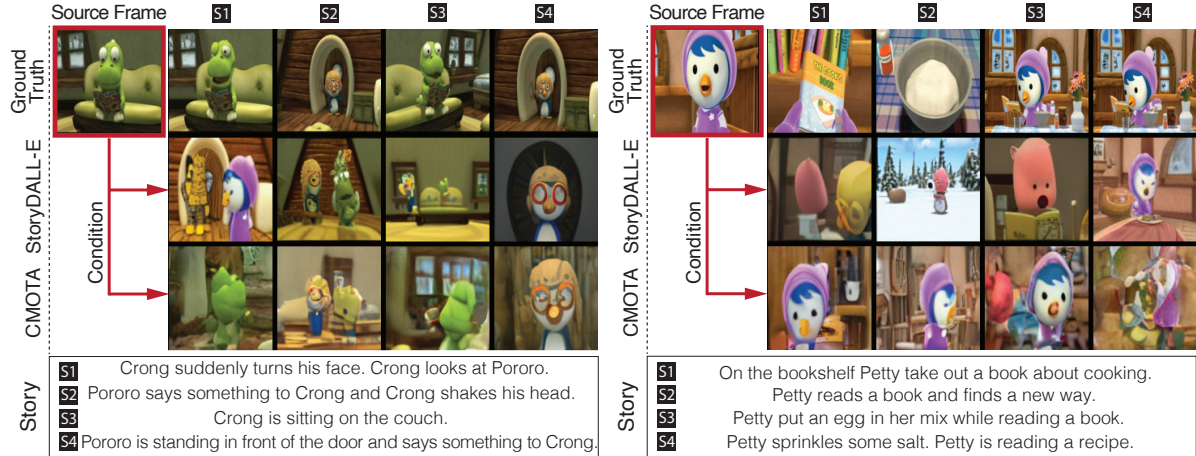 Source Frame S1 S2 S3 S4
Ground Truth
StoryDALL-E
CMOTA
Condition
Story
S1 Crong suddenly turns his face. Crong looks at Pororo.
S2 Pororo says something to Crong and Crong shakes his head.
S3 Crong is sitting on the couch.
S4 Pororo is standing in front of the door and says something to Crong.
Source Frame S1 S2 S3 S4
Ground Truth
StoryDALL-E
CMOTA
Condition
Story
S1 On the bookshelf Petty take out a book about cooking.
S2 Petty reads a book and finds a new way.
S3 Petty put an egg in her mix while reading a book.
S4 Petty sprinkles some salt. Petty is reading a recipe.